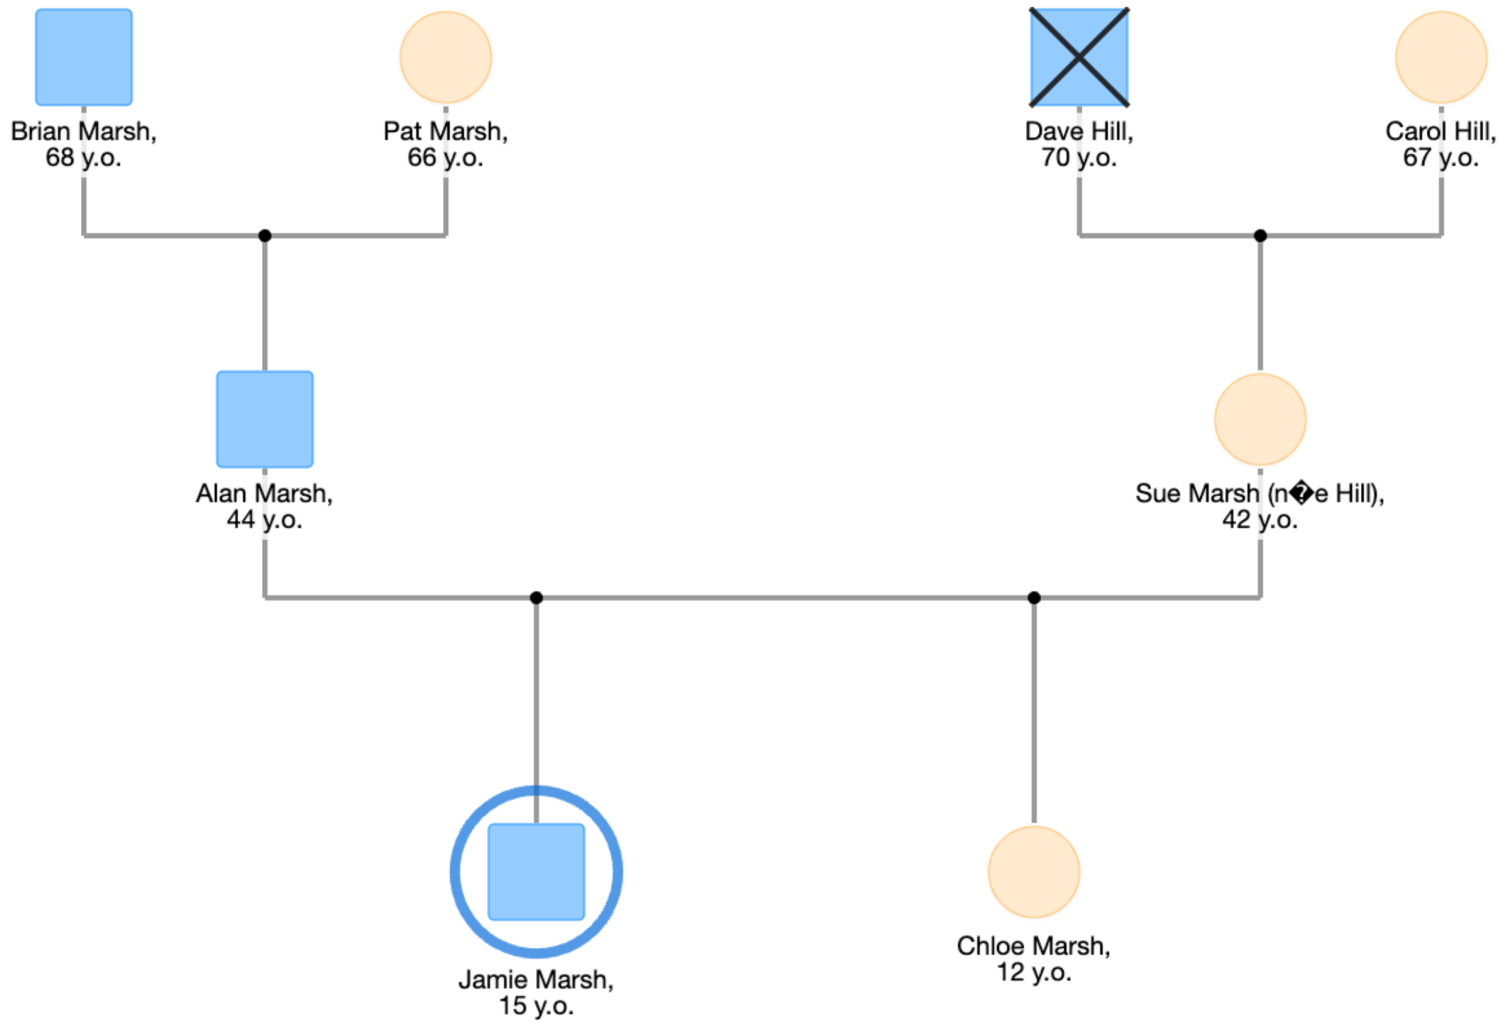 Brian Marsh,
68 y.o.
Pat Marsh,
66 y.o.
Dave Hill,
70 y.o.
Carol Hill,
67 y.o.
Alan Marsh,
44 y.o.
Sue Marsh (n�e Hill),
42 y.o.
Jamie Marsh,
15 y.o.
Chloe Marsh,
12 y.o.